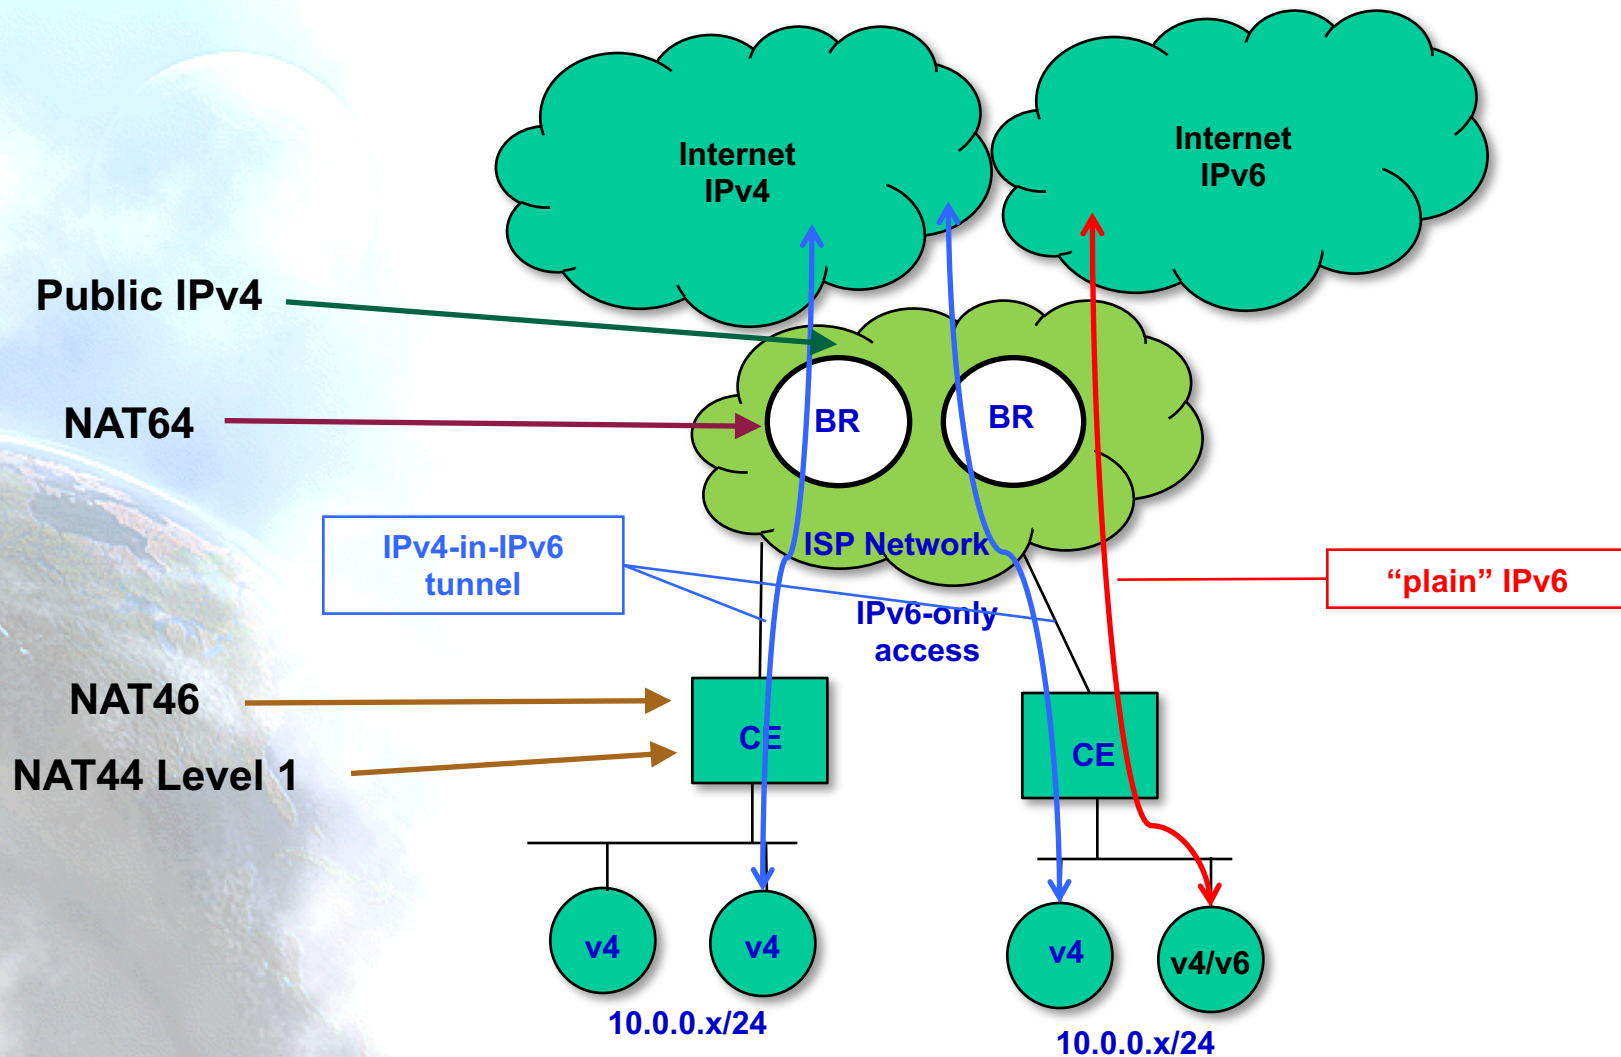 Internet
IPv4
Internet
IPv6
Public IPv4
NAT64
BR
BR
IPv4-in-IPv6
tunnel
ISP Network
“plain” IPv6
IPv6-only
access
NAT46
NAT44 Level 1
CE
CE
v4
v4
v4
v4/v6
10.0.0.x/24
10.0.0.x/24